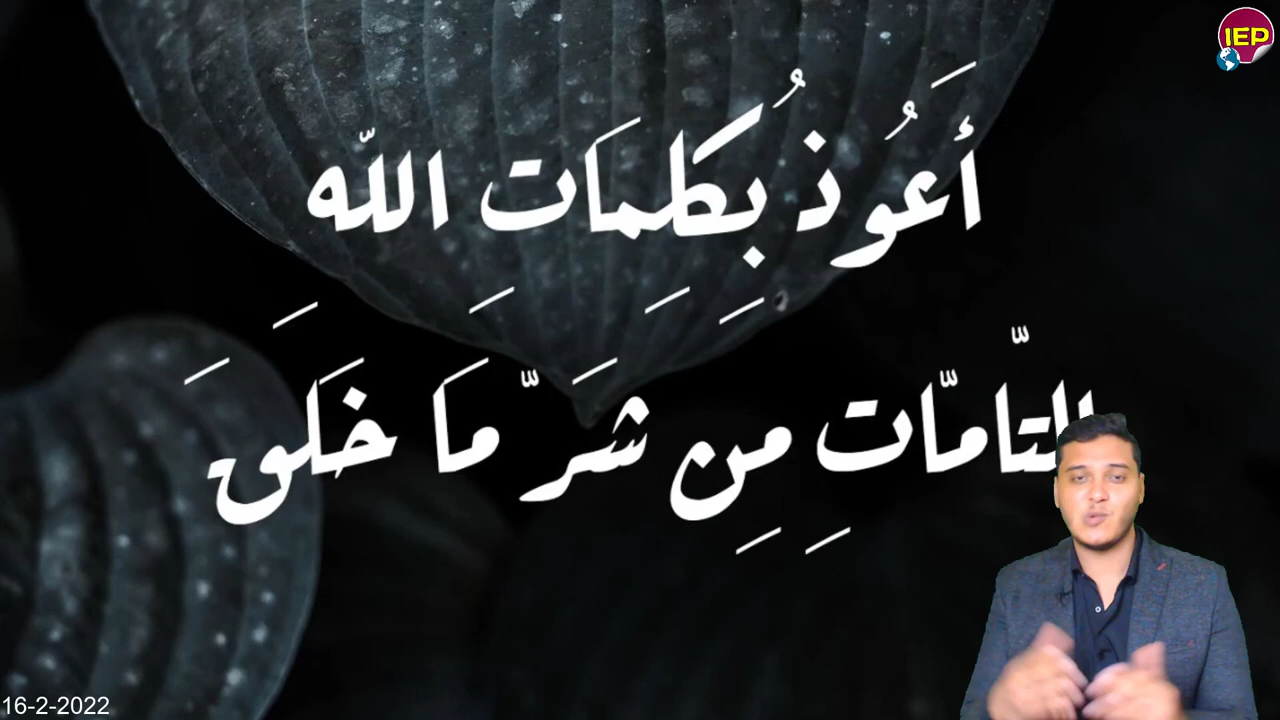 IEP
أَعُوذُ بِكَلِمَاتِ اللّه
التّامّاتِ مِن شَرّ مَا خَلَقَ
16-2-2022